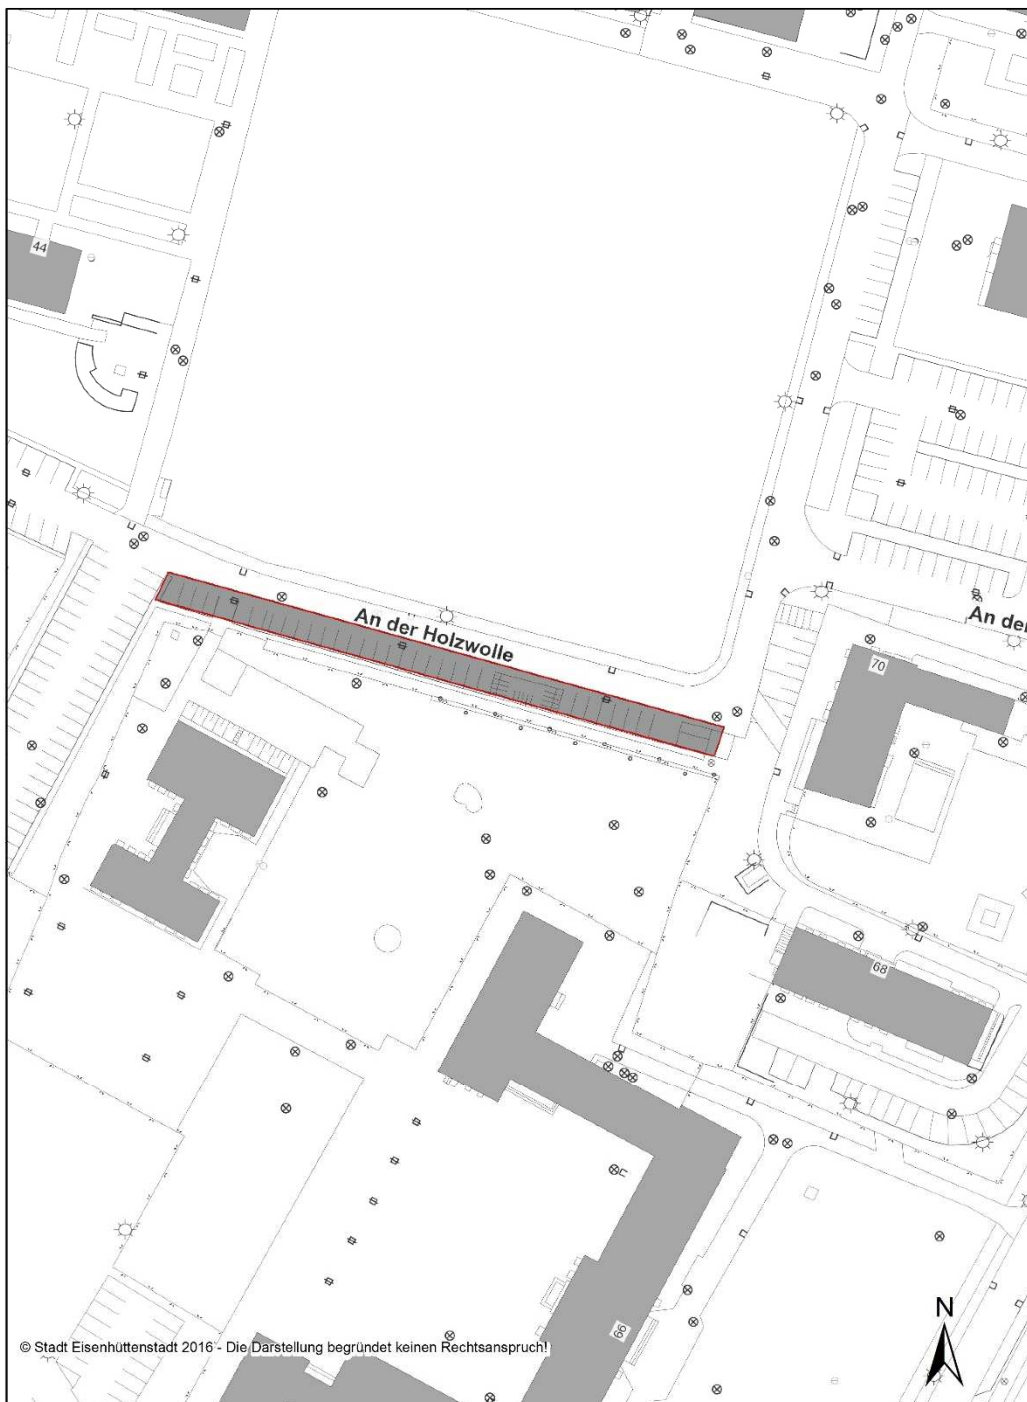 44
An der Holzwolle
An der
70
68
66
© Stadt Eisenhüttenstadt 2016 - Die Darstellung begründet keinen Rechtsanspruch!
N